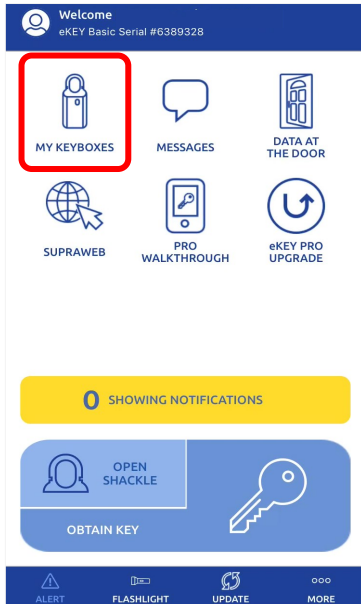 Welcome
eKEY Basic Serial #6389328
MY KEYBOXES
MESSAGES
DATA AT
THE DOOR
SUPRAWEB
PRO
WALKTHROUGH
eKEY PRO
UPGRADE
0 SHOWING NOTIFICATIONS
OPEN
SHACKLE
OBTAIN KEY
ALERT
FLASHLIGHT
UPDATE
MORE